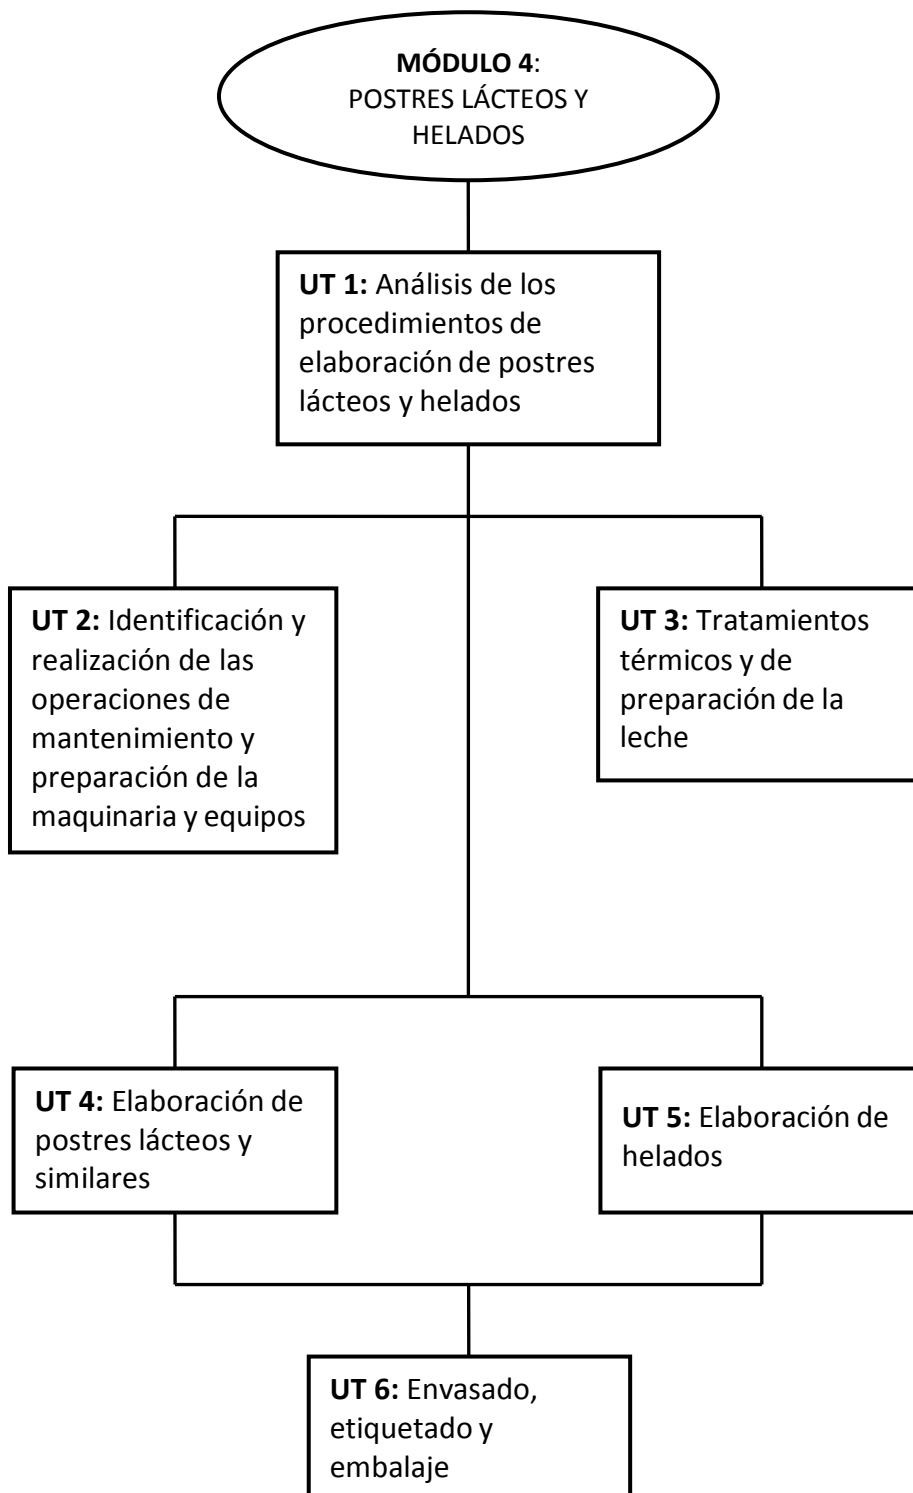 MÓDULO 4:
POSTRES LÁCTEOS Y
HELADOS
UT 1: Análisis de los
procedimientos de
elaboración de postres
lácteos y helados
UT 2: Identificación y
realización de las
operaciones de
mantenimiento y
preparación de la
maquinaria y equipos
UT 3: Tratamientos
térmicos y de
preparación de la
leche
UT 4: Elaboración de
postres lácteos y
similares
UT 5: Elaboración de
helados
UT 6: Envasado,
etiquetado y
embalaje